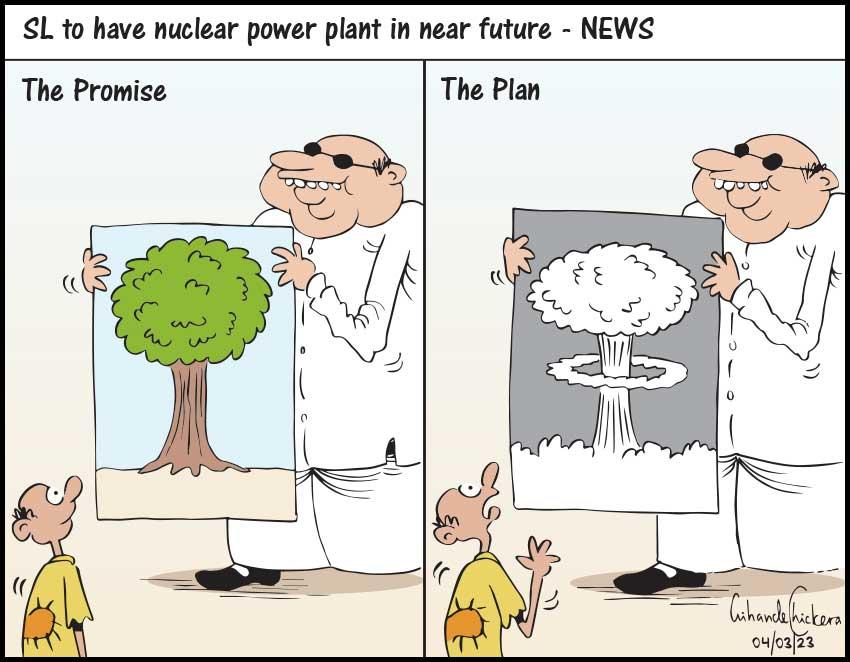 SL to have nuclear power plant in near future - NEWS
The Promise
The Plan
Gihan de Chickera
04/03/23